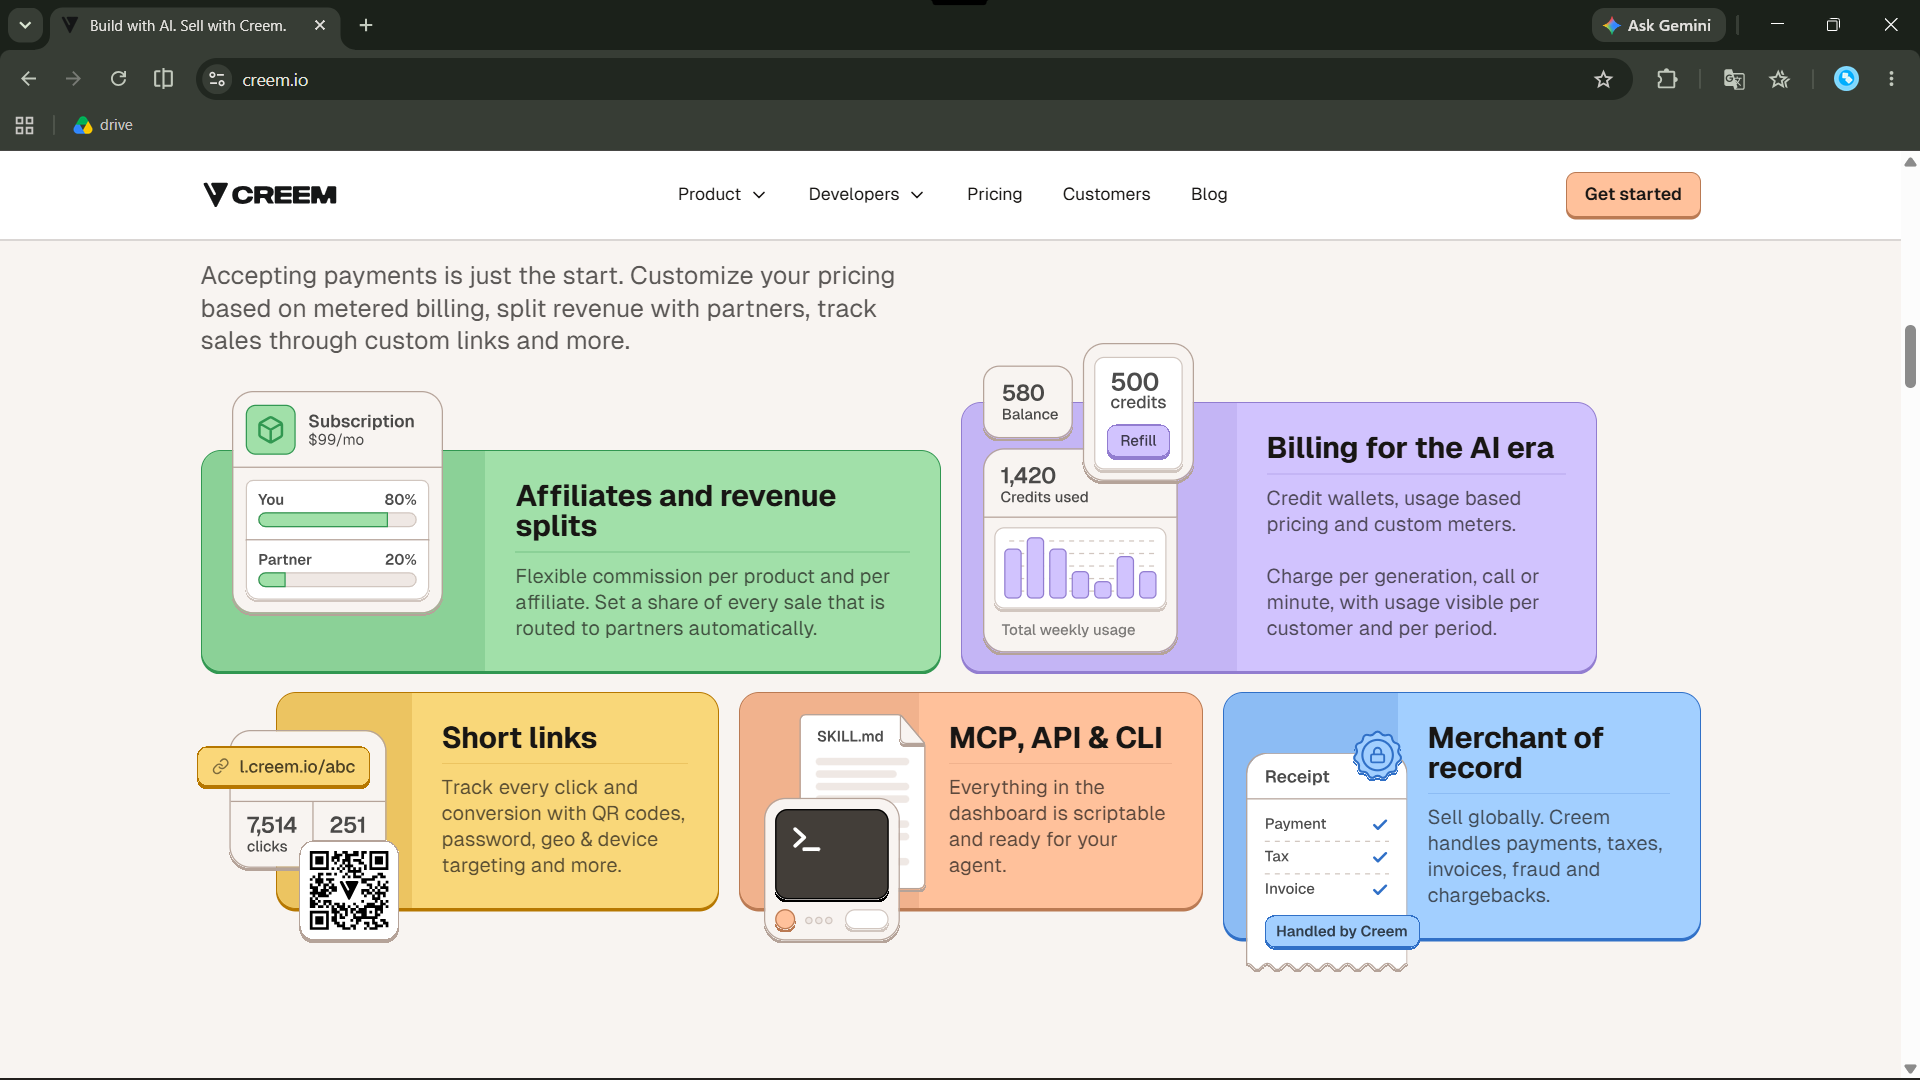 Build with AI. Sell with Creem.
Ask Gemini
creem.io
drive
CREEM
Product
Developers
Pricing
Customers
Blog
Get started
Accepting payments is just the start. Customize your pricing
based on metered billing, split revenue with partners, track
sales through custom links and more.
Subscription
$99/mo
You 80%
Partner 20%
Affiliates and revenue
splits
Flexible commission per product and per
affiliate. Set a share of every sale that is
routed to partners automatically.
580
Balance
500
credits
Refill
1,420
Credits used
Total weekly usage
Billing for the AI era
Credit wallets, usage based
pricing and custom meters.
Charge per generation, call or
minute, with usage visible per
customer and per period.
l.creem.io/abc
7,514
clicks
251
Short links
Track every click and
conversion with QR codes,
password, geo & device
targeting and more.
SKILL.md
MCP, API & CLI
Everything in the
dashboard is scriptable
and ready for your
agent.
Receipt
Payment
Tax
Invoice
Handled by Creem
Merchant of
record
Sell globally. Creem
handles payments, taxes,
invoices, fraud and
chargebacks.